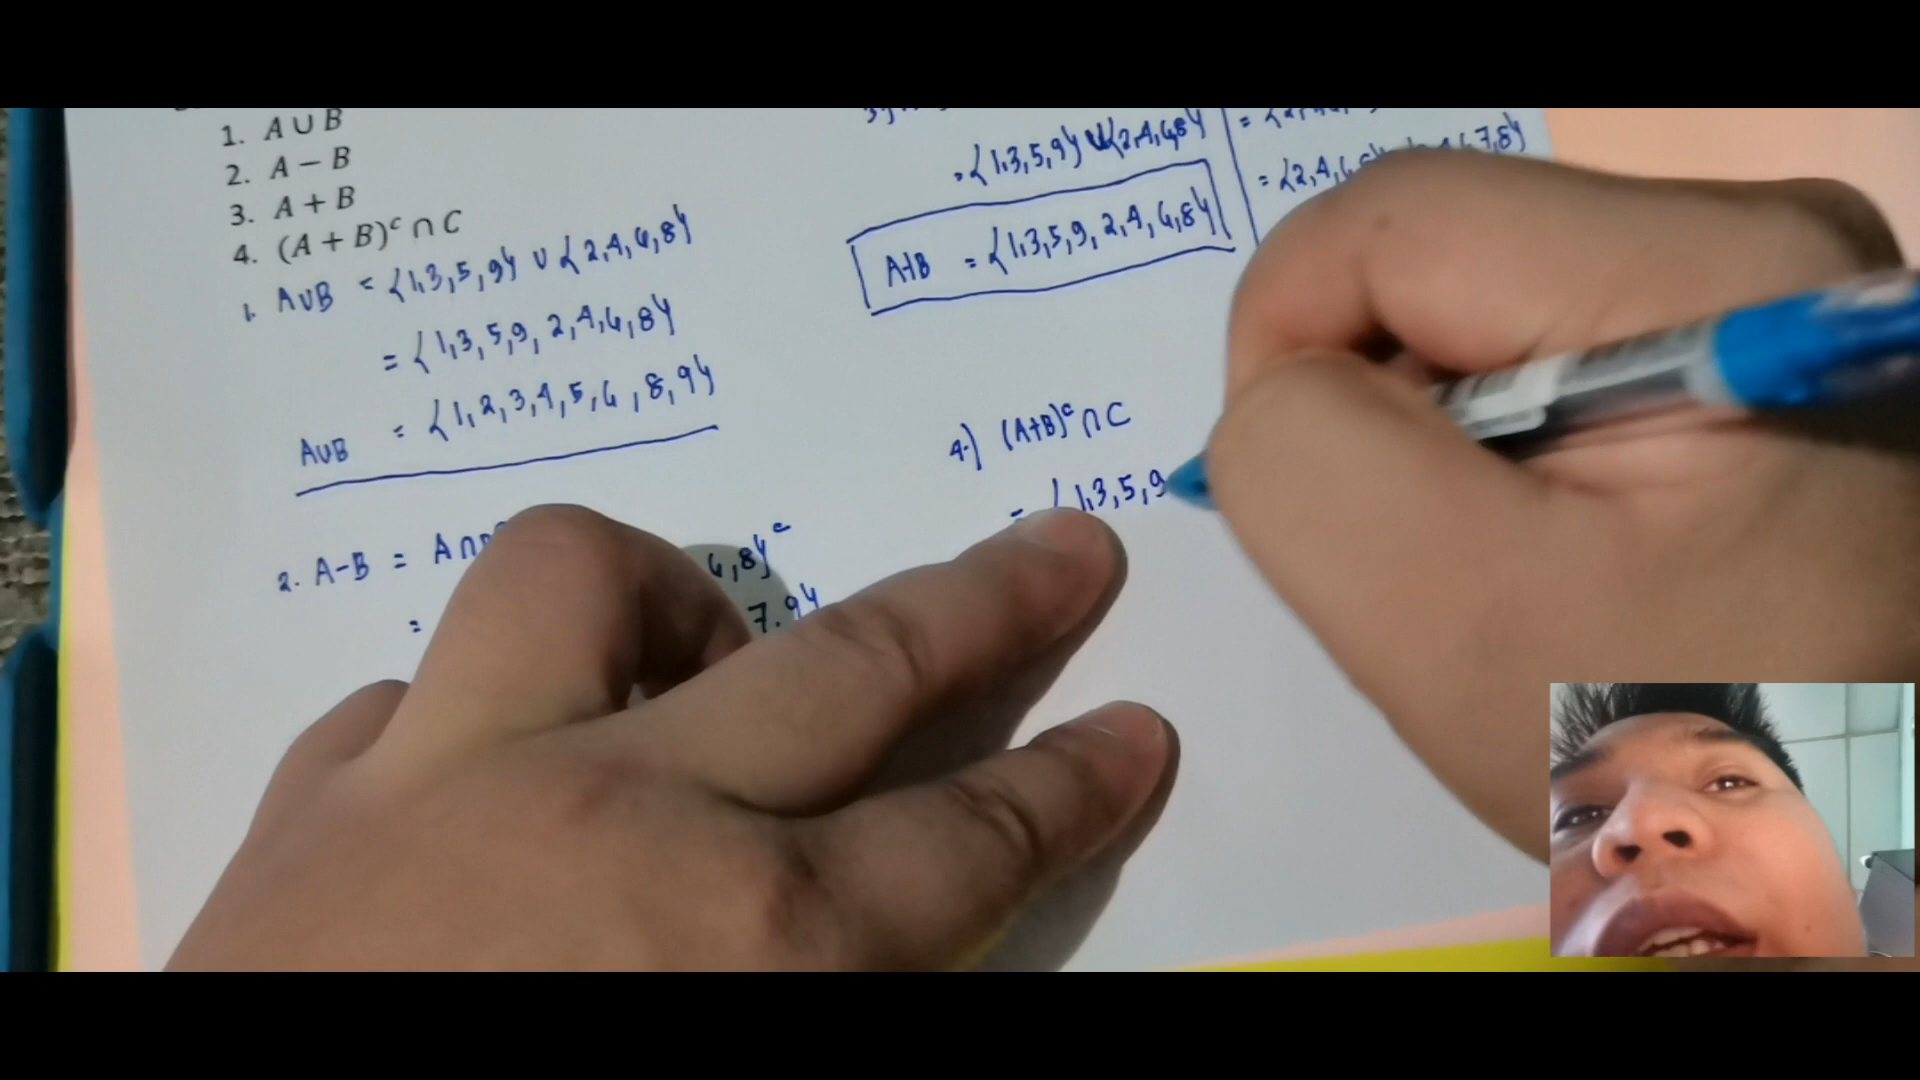 1. A ∪ B
2. A − B
3. A + B
4. (A + B)ᶜ ∩ C
1. A∪B = {1,3,5,9} ∪ {2,4,6,8}
= {1,3,5,9,2,4,6,8}
A∪B = {1,2,3,4,5,6,8,9}
2. A-B = A∩
6,8}ᶜ
=
7.9}
= {1,3,5,9} ∪ {2,4,6,8}
A+B = {1,3,5,9,2,4,6,8}
=
= {2,4,
7,8}
4.) (A+B)ᶜ ∩ C
= { 1,3,5,9